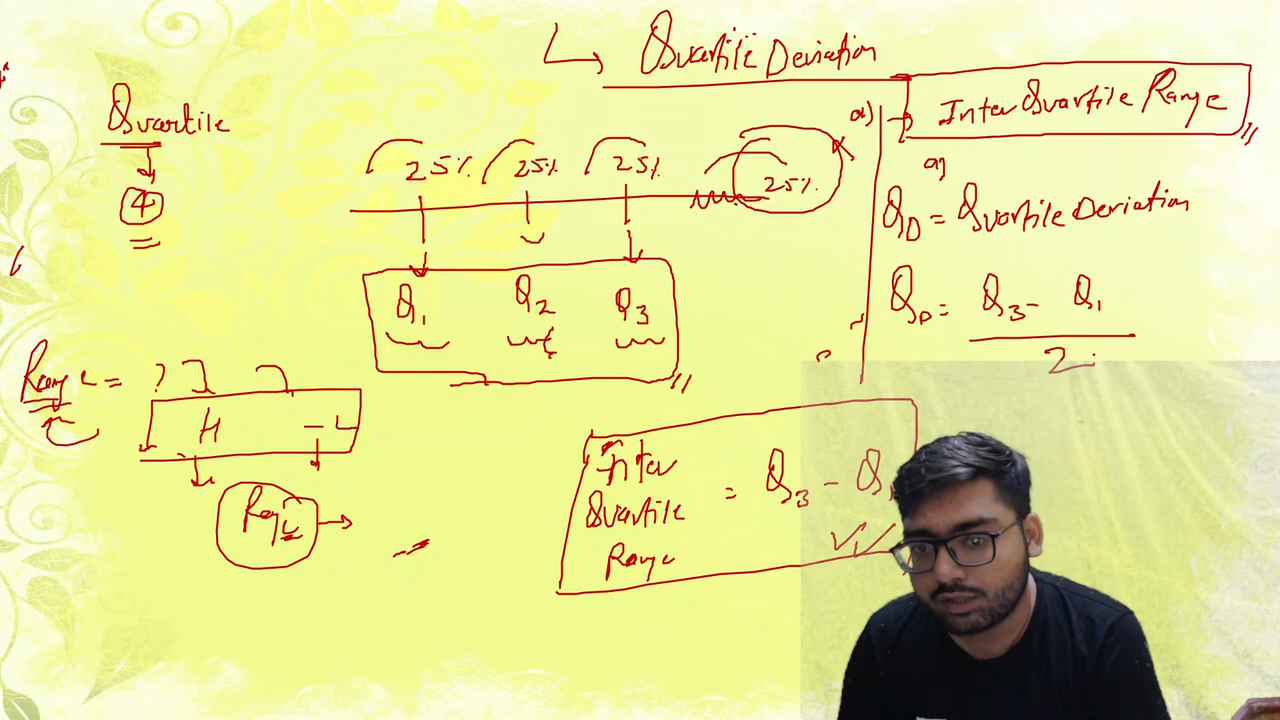 Quartile Deviation
Quartile
4
25% 25% 25% 25%
Q1 Q2 Q3
a) Inter Quartile Range
QD = Quartile Deviation
QD = Q3 - Q1
2
Range = ?
H - L
Inter
Quartile = Q3 - Q1
Range